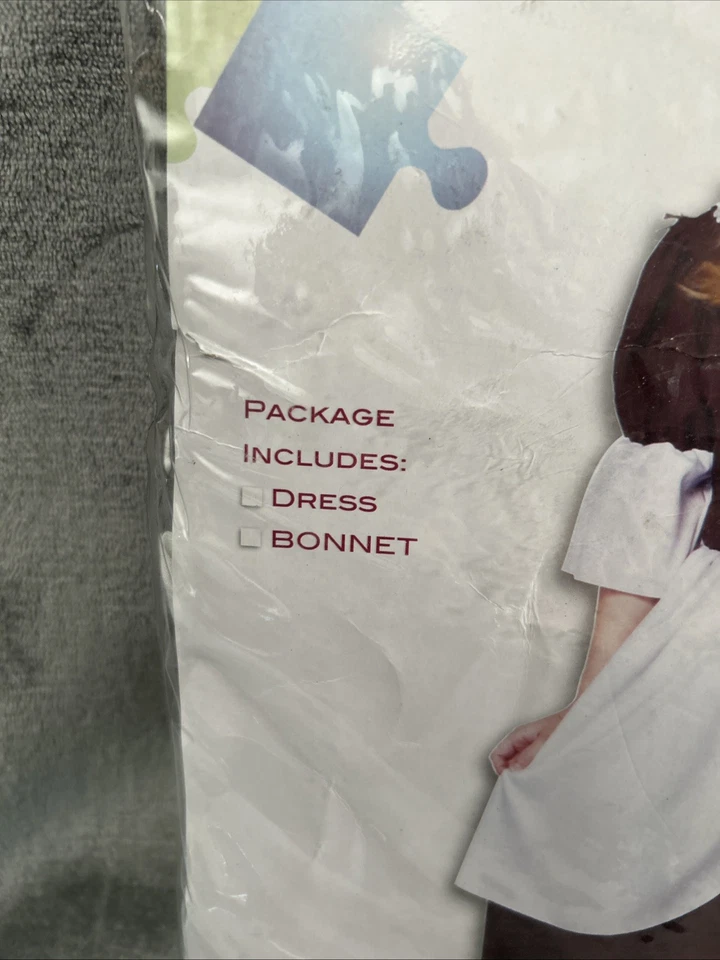 PACKAGE
INCLUDES:
☐ DRESS
☐ BONNET